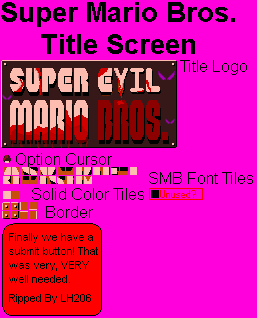 Super Mario Bros.
Title Screen
SUPER EVIL
MARIO BROS.
Title Logo
Option Cursor
SMB Font Tiles
Solid Color Tiles
Unused?
Border
Finally we have a
submit button! That
was very, VERY
well needed.
Ripped By LH206